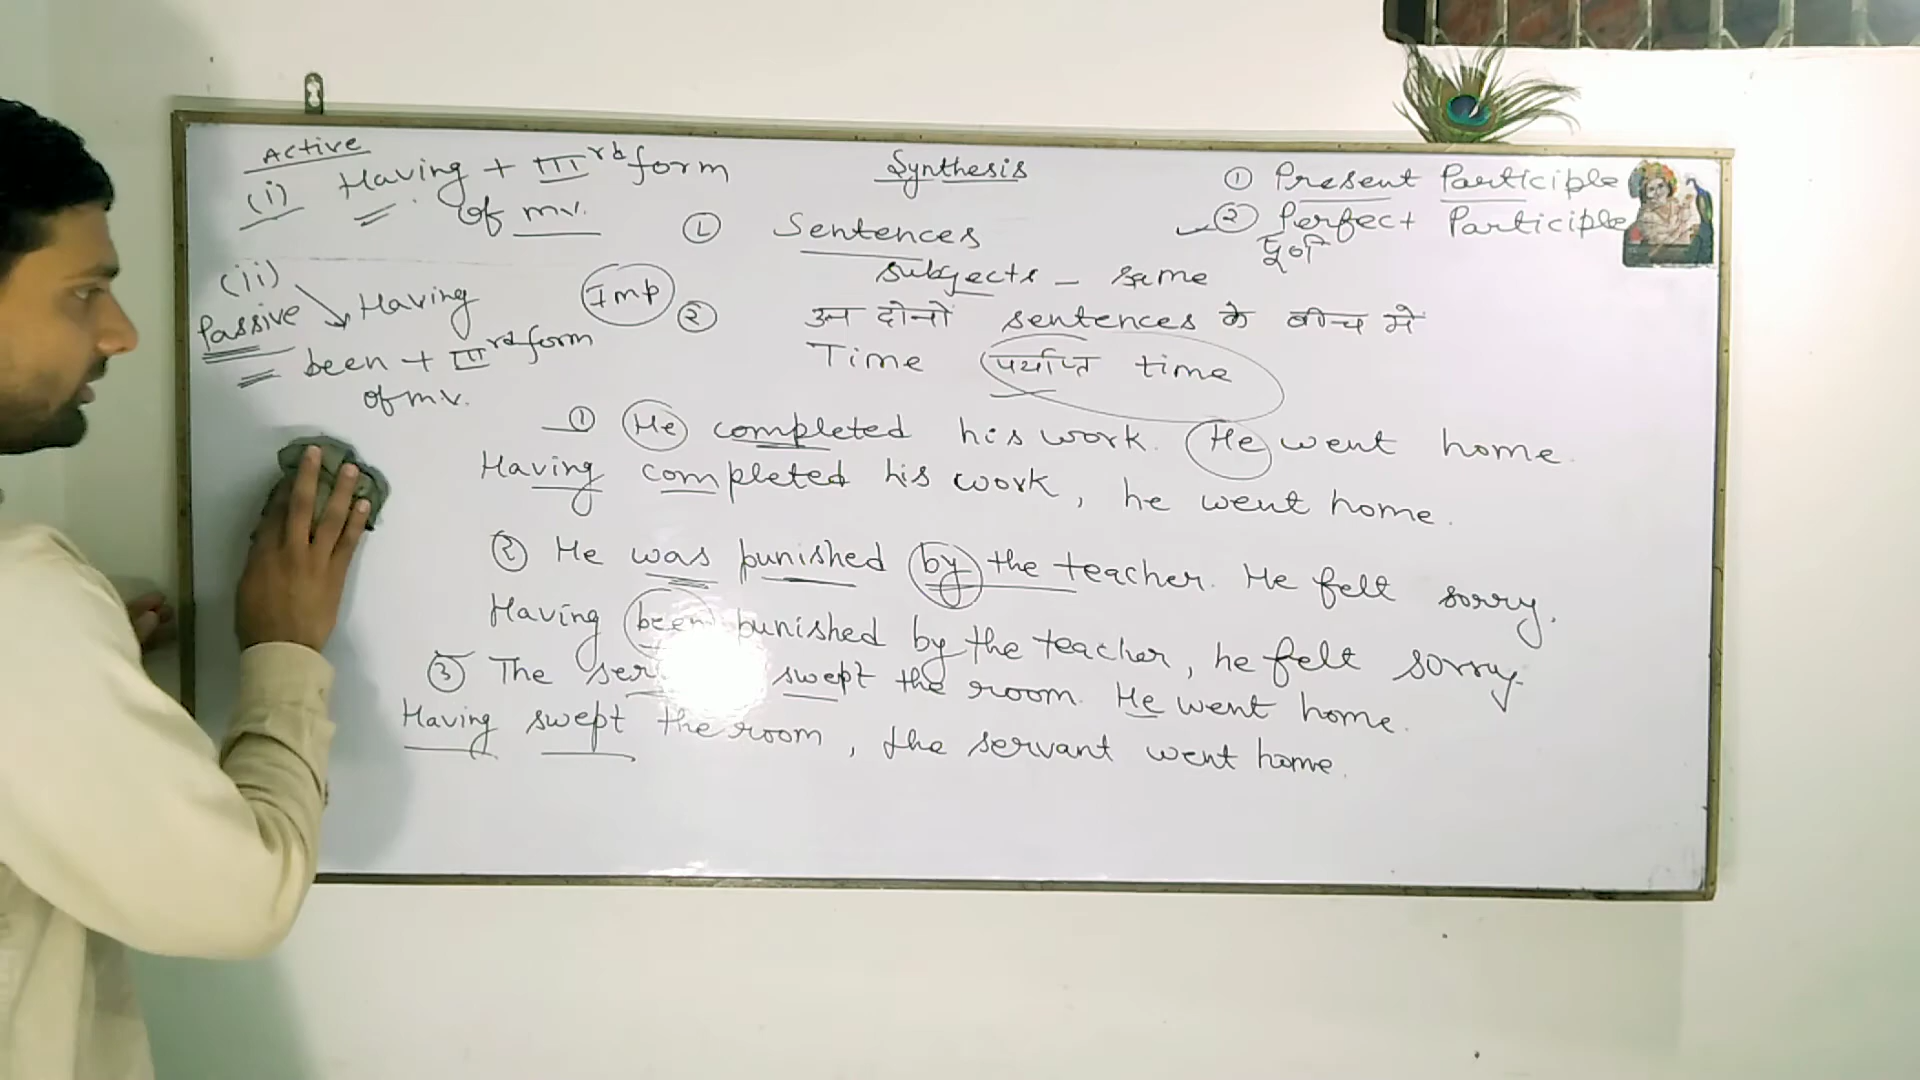 Active
(i) Having + IIIrd form
of mv.
(ii)
Passive Having
been + IIIrd form
of mv.
Imp
Synthesis
① Present Participle
② Perfect Participle
पूर्ण
① Sentences
subjects - same
② उन दोनों sentences के बीच में
Time पर्याप्त time
① He completed his work. He went home.
Having completed his work, he went home.
② He was punished by the teacher. He felt sorry.
Having been punished by the teacher, he felt sorry.
③ The swept the room. He went home.
Having swept the room, the servant went home.